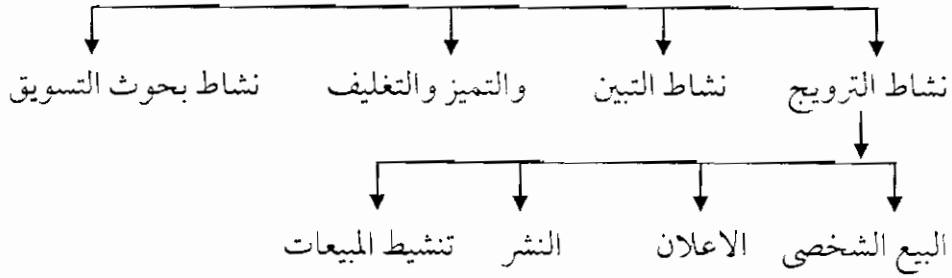 نشاط الترويج نشاط التبين والتميز والتغليف نشاط بحوث التسويق
البيع الشخصى الاعلان النشر تنشيط المبيعات